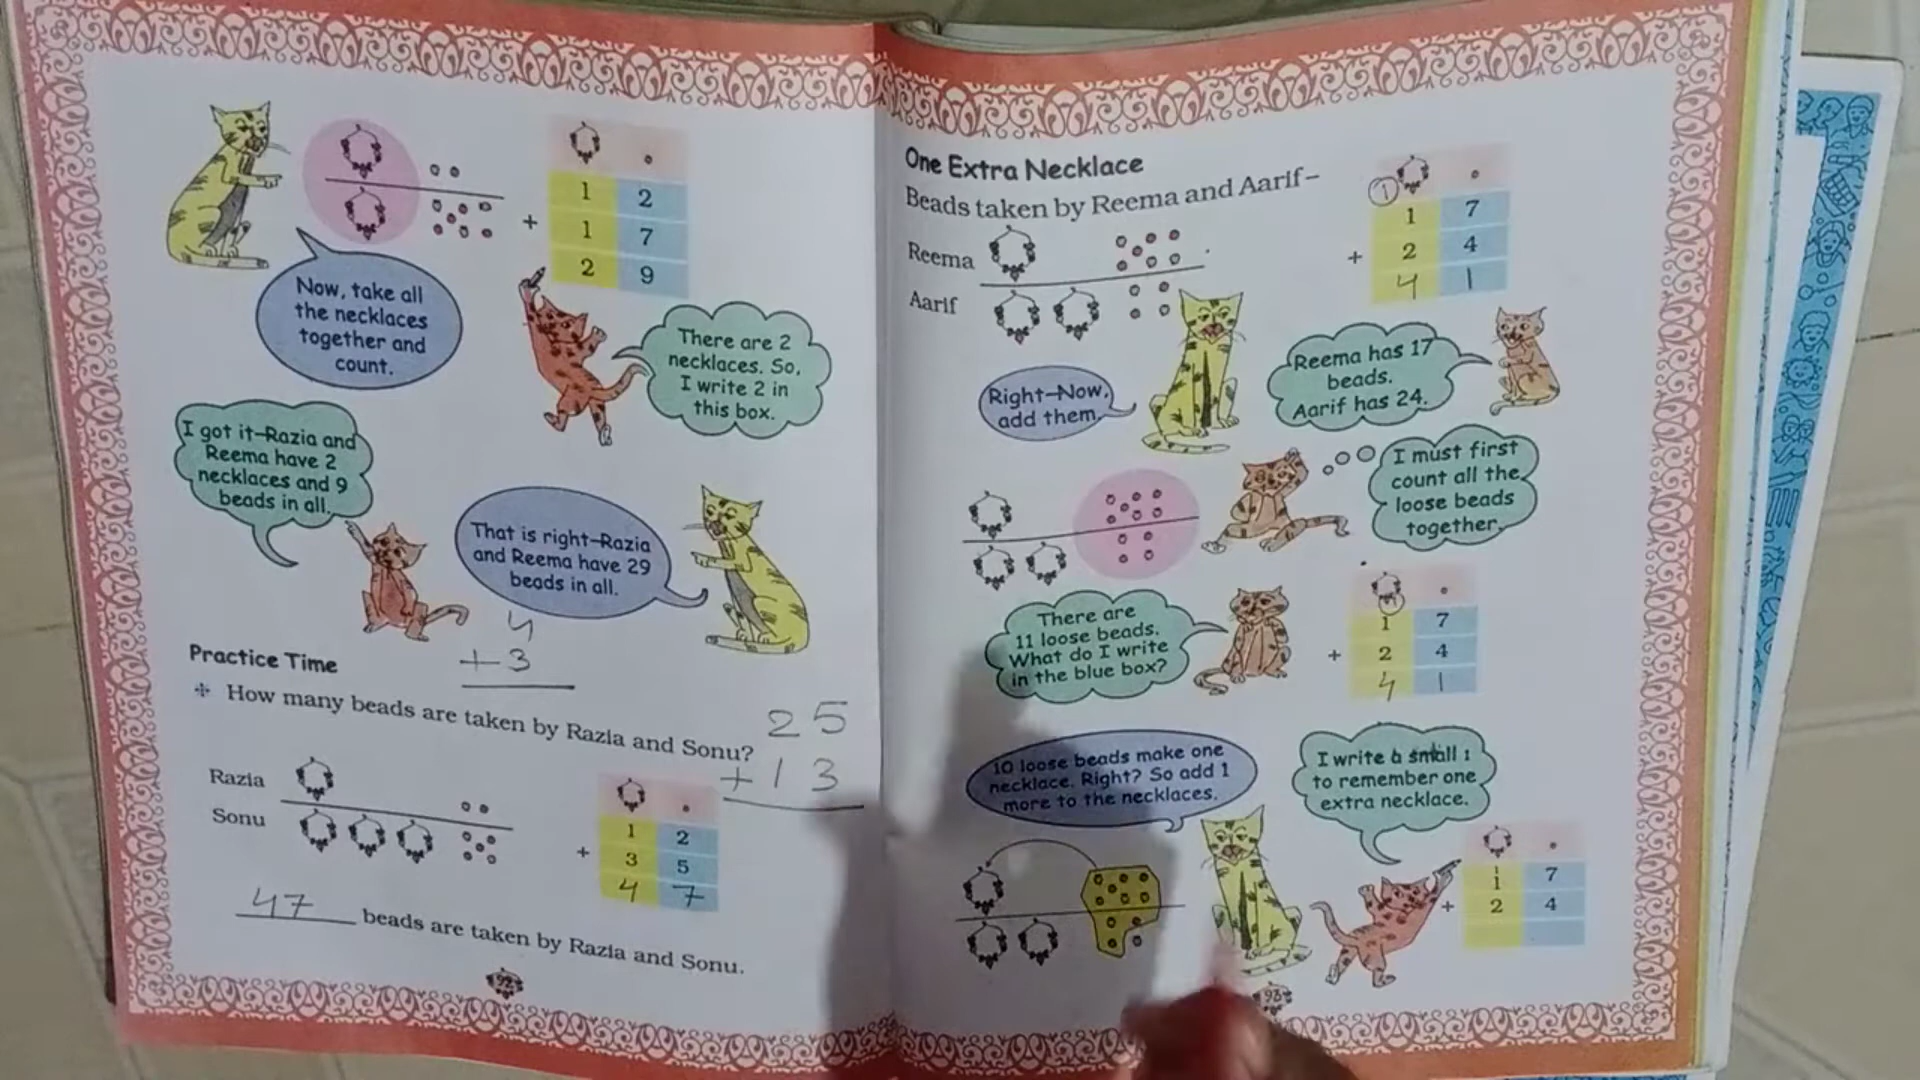 1 2
+ 1 7
2 9
Now, take all
the necklaces
together and
count.
There are 2
necklaces. So,
I write 2 in
this box.
I got it–Razia and
Reema have 2
necklaces and 9
beads in all.
That is right–Razia
and Reema have 29
beads in all.
4
+3
Practice Time
How many beads are taken by Razia and Sonu?
25
+13
Razia
Sonu
1 2
+ 3 5
4 7
47 beads are taken by Razia and Sonu.
92
One Extra Necklace
Beads taken by Reema and Aarif–
Reema
Aarif
1
1 7
+ 2 4
4 1
Right–Now,
add them.
Reema has 17
beads.
Aarif has 24.
I must first
count all the
loose beads
together.
There are
11 loose beads.
What do I write
in the blue box?
1 7
+ 2 4
4 1
10 loose beads make one
necklace. Right? So add 1
more to the necklaces.
I write a small 1
to remember one
extra necklace.
1
1 7
+ 2 4
93